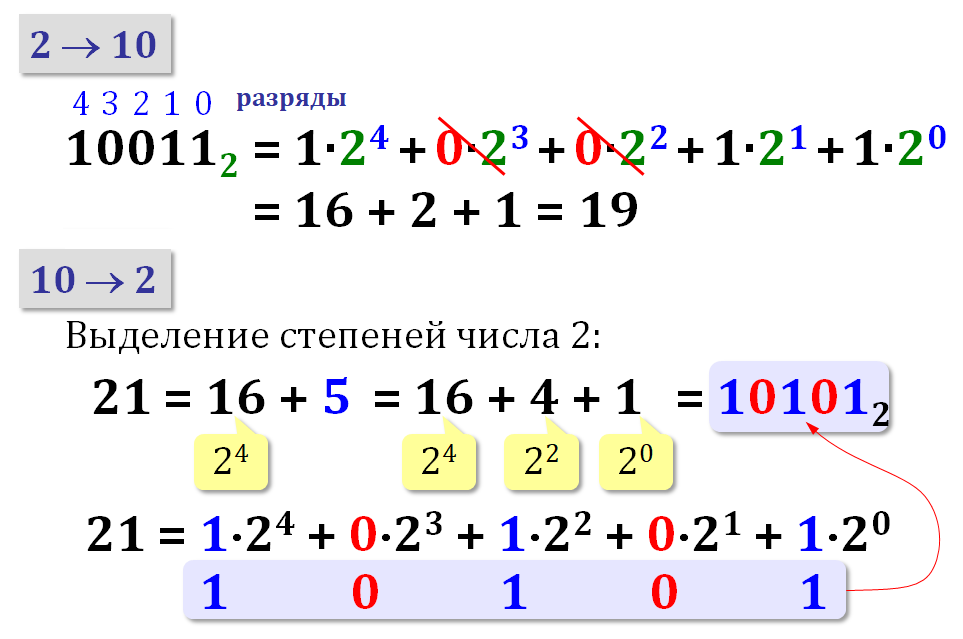 2 → 10
4 3 2 1 0 разряды
10011₂ = 1·2⁴ + 0·2³ + 0·2² + 1·2¹ + 1·2⁰
= 16 + 2 + 1 = 19
10 → 2
Выделение степеней числа 2:
21 = 16 + 5 = 16 + 4 + 1 = 10101₂
2⁴ 2⁴ 2² 2⁰
21 = 1·2⁴ + 0·2³ + 1·2² + 0·2¹ + 1·2⁰
1 0 1 0 1